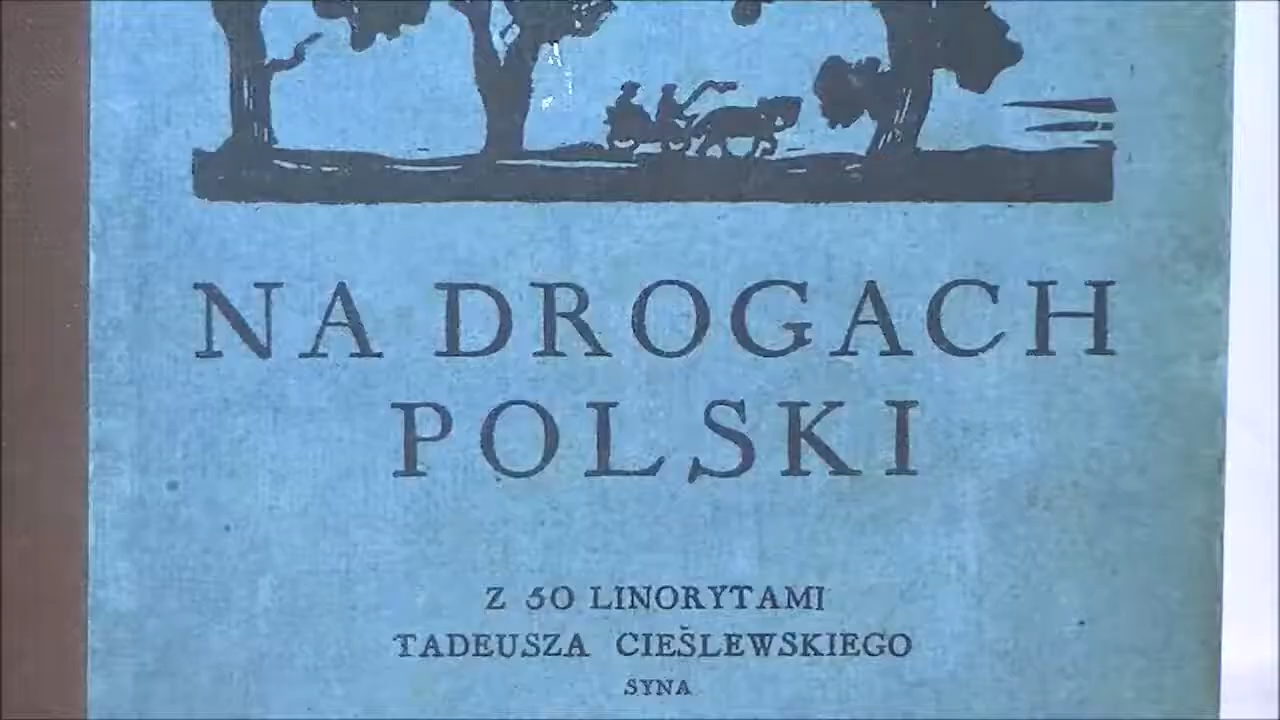 NA DROGACH
POLSKI
Z 50 LINORYTAMI
TADEUSZA CIEŚLEWSKIEGO
SYNA